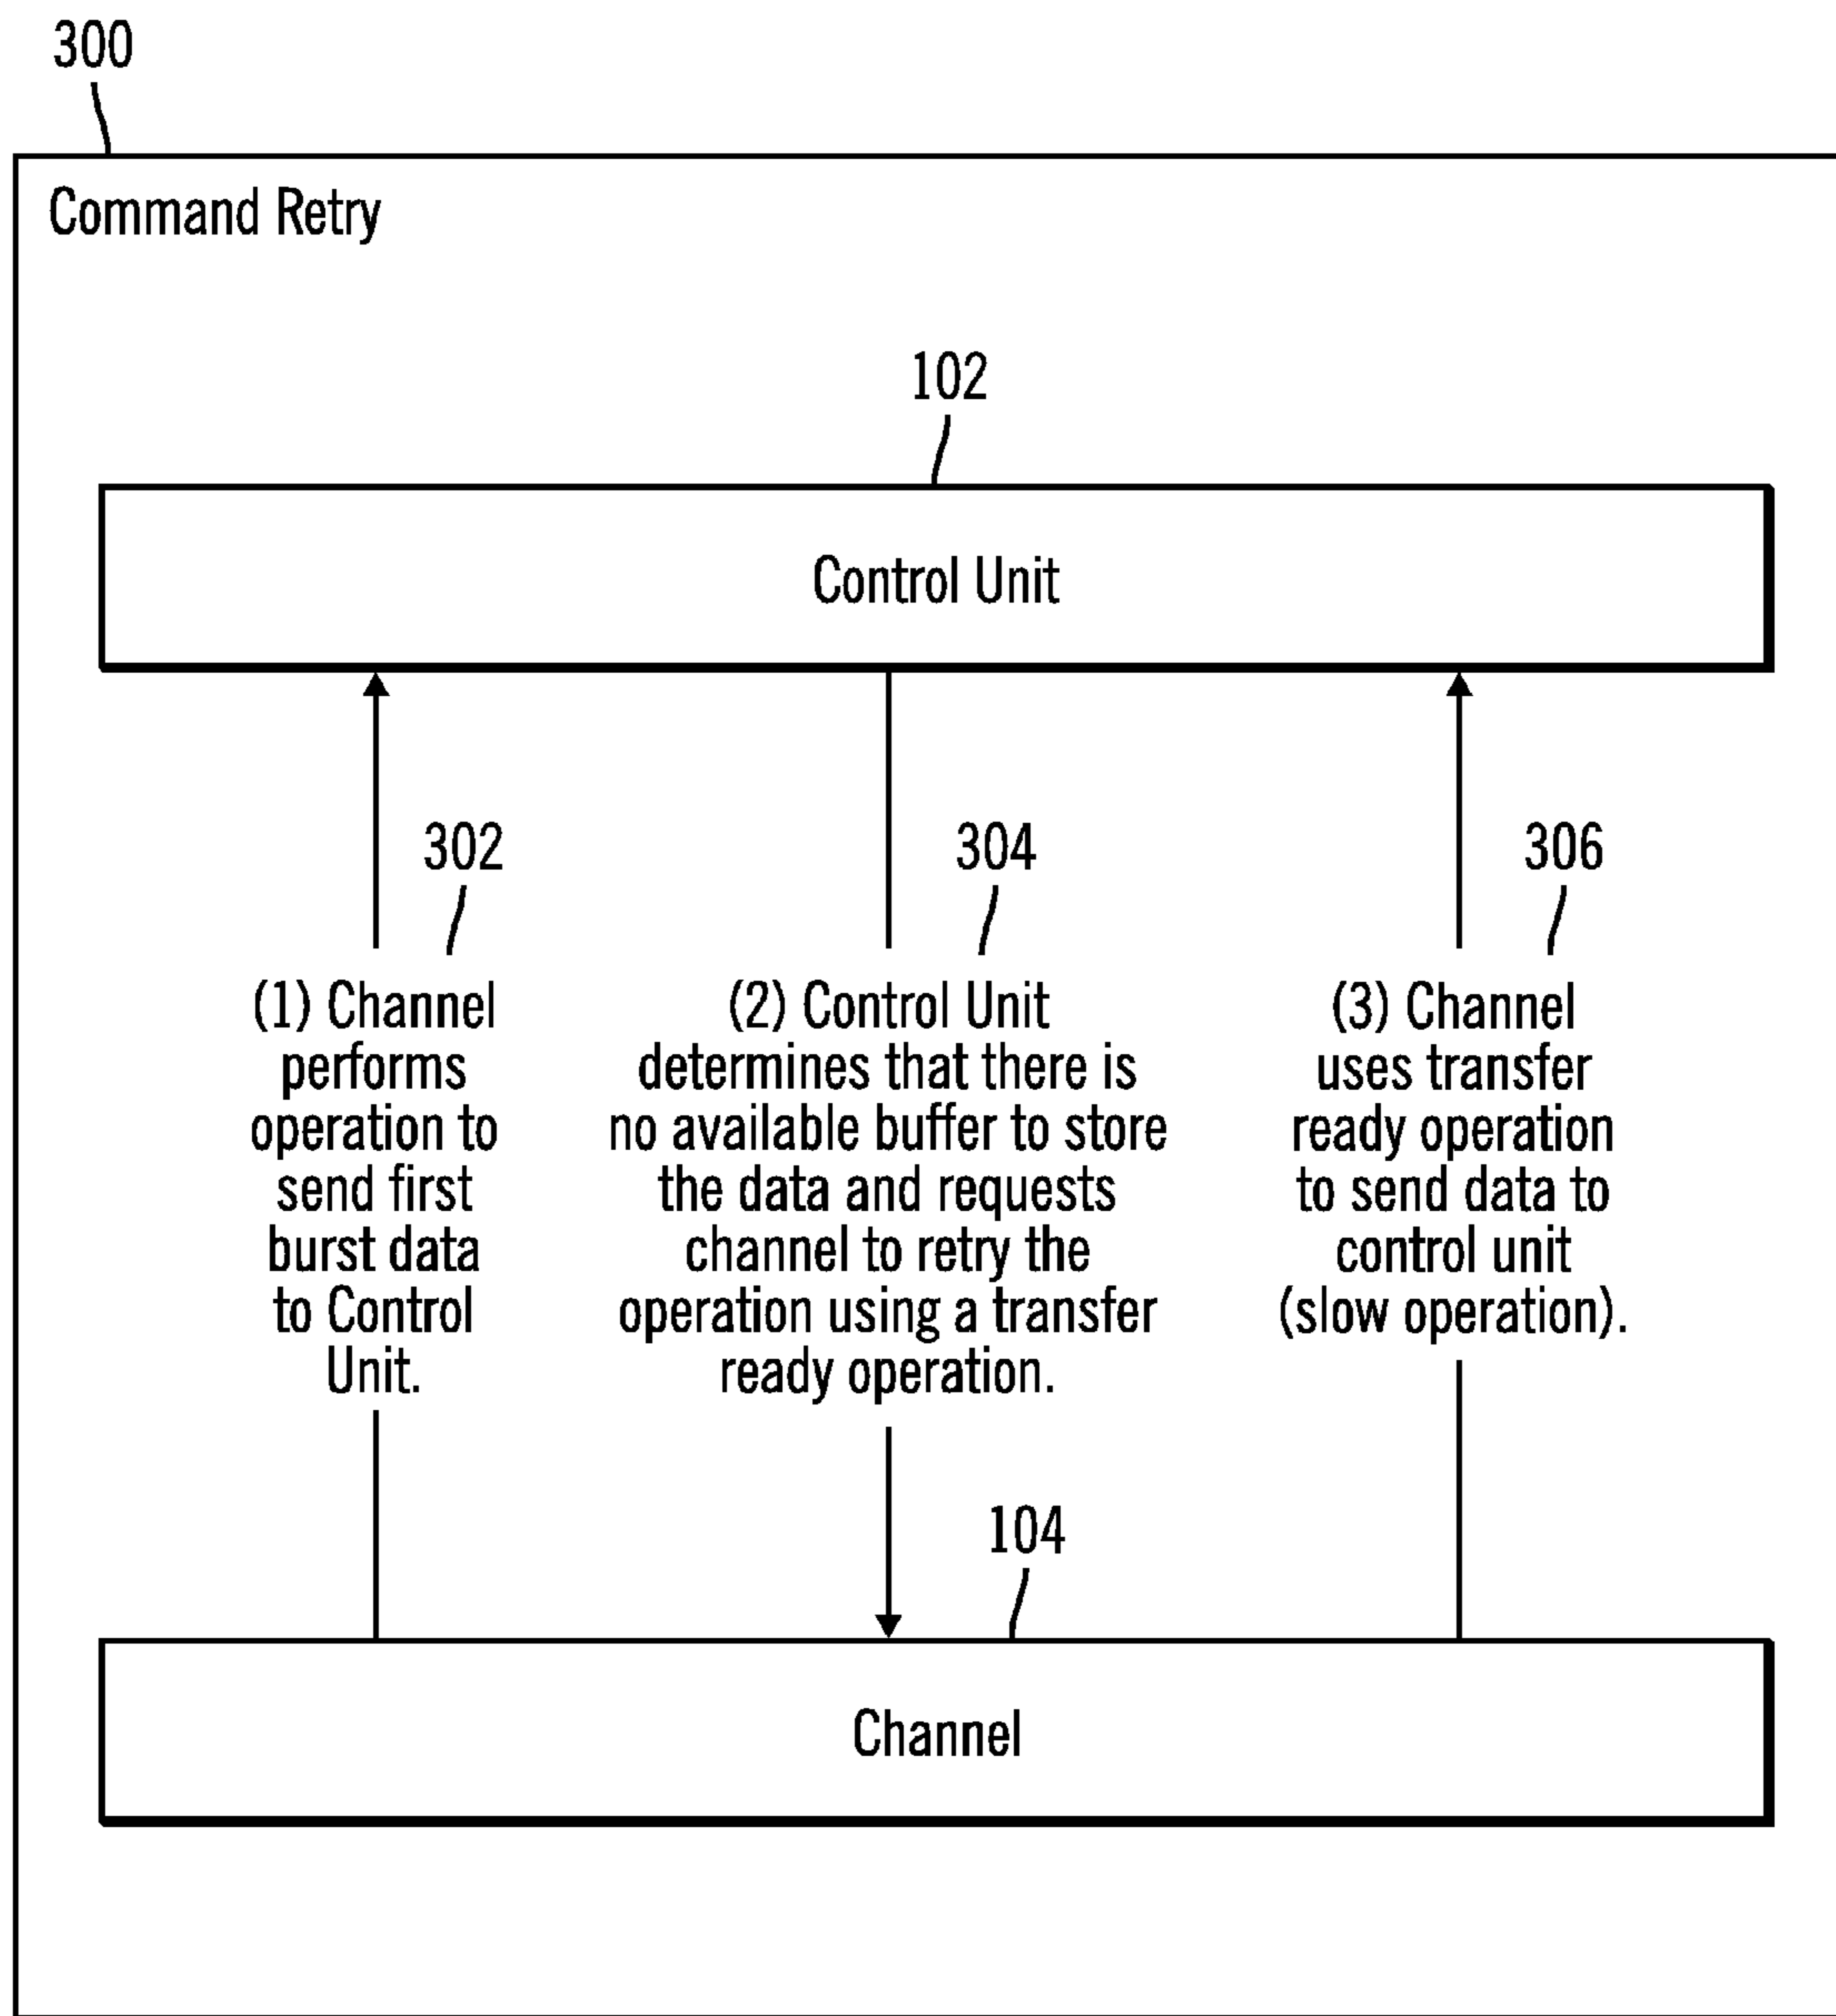 300
Command Retry
102
Control Unit
302
(1) Channel
performs
operation to
send first
burst data
to Control
Unit.
304
(2) Control Unit
determines that there is
no available buffer to store
the data and requests
channel to retry the
operation using a transfer
ready operation.
306
(3) Channel
uses transfer
ready operation
to send data to
control unit
(slow operation).
104
Channel